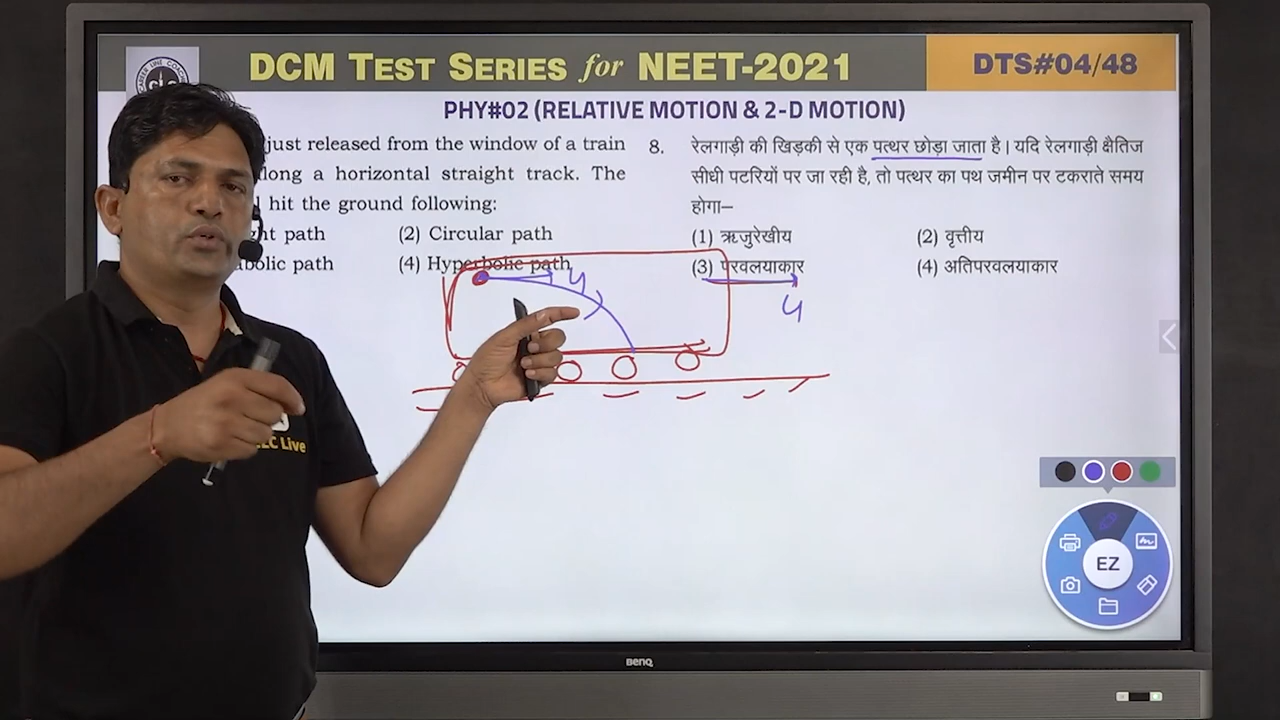 DCM TEST SERIES for NEET-2021
DTS#04/48
PHY#02 (RELATIVE MOTION & 2-D MOTION)
just released from the window of a train
along a horizontal straight track. The
hit the ground following:
path
(2) Circular path
path
(4) Hyperbolic path
8. रेलगाड़ी की खिड़की से एक पत्थर छोड़ा जाता है। यदि रेलगाड़ी क्षैतिज
सीधी पटरियों पर जा रही है, तो पत्थर का पथ जमीन पर टकराते समय
होगा–
(1) ऋजुरेखीय
(2) वृत्तीय
(3) परवलयाकार
(4) अतिपरवलयाकार
u
u
EZ
Live
BenQ